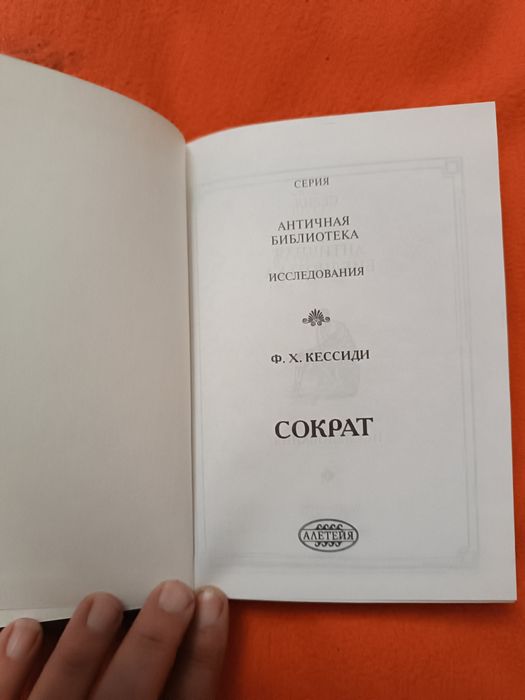 СЕРИЯ
АНТИЧНАЯ
БИБЛИОТЕКА
ИССЛЕДОВАНИЯ
Ф. Х. КЕССИДИ
СОКРАТ
АЛЕТЕЙЯ